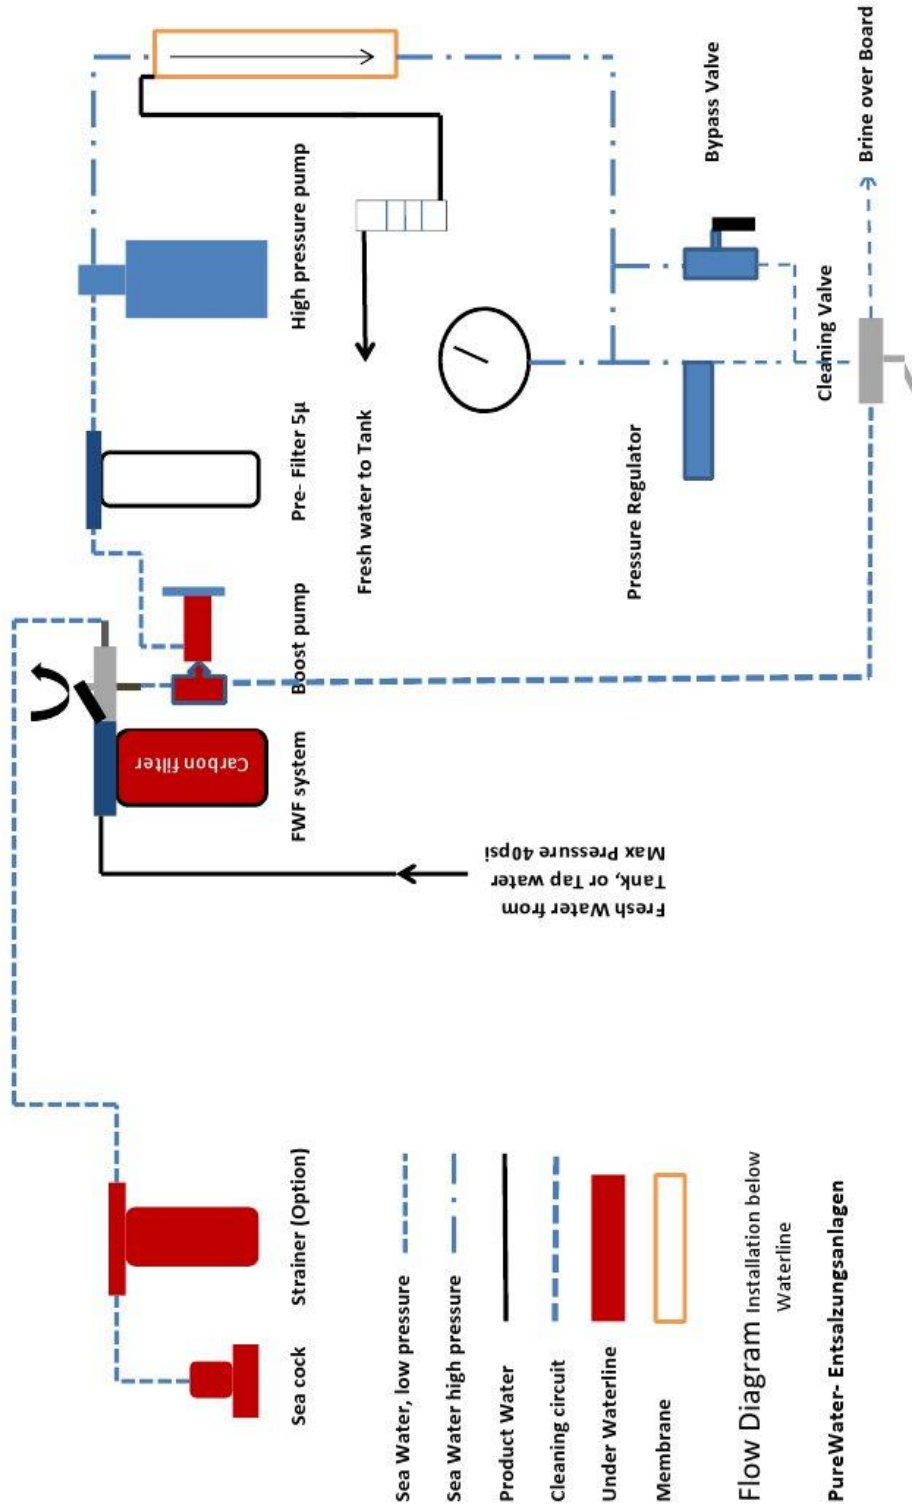 Sea cock
Strainer (Option)
Carbon filter
FWF system
Boost pump
Pre- Filter 5µ
High pressure pump
Fresh Water from
Tank, or Tap water
Max Pressure 40psi
Fresh water to Tank
Pressure Regulator
Bypass Valve
Cleaning Valve
Brine over Board
Sea Water, low pressure
Sea Water high pressure
Product Water
Cleaning circuit
Under Waterline
Membrane
Flow Diagram Installation below
Waterline
PureWater- Entsalzungsanlagen